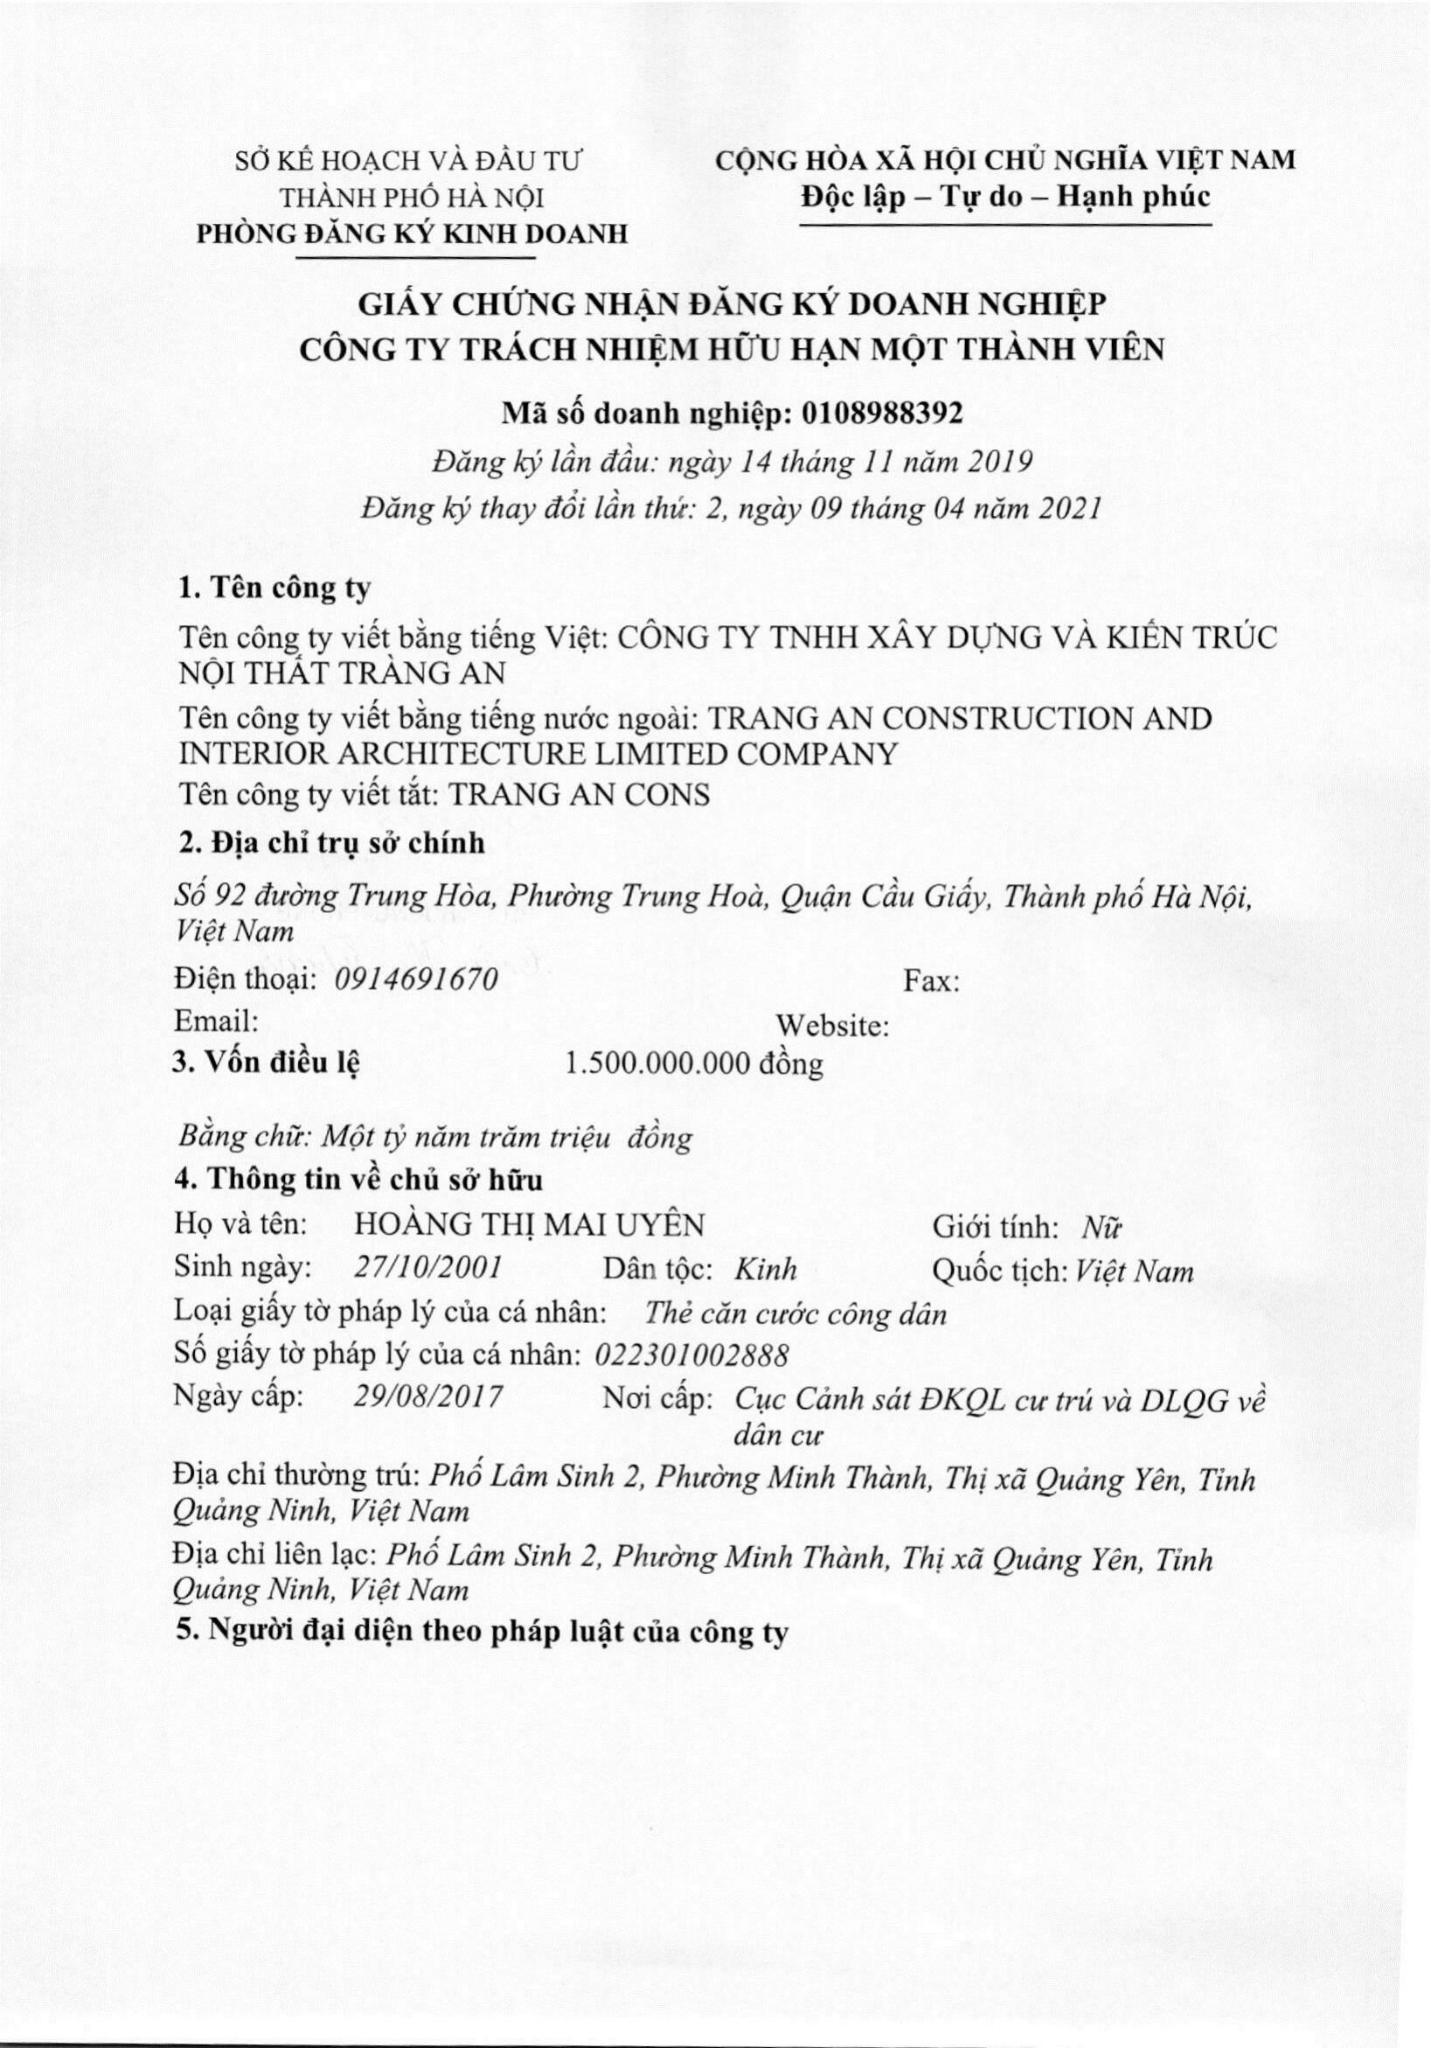 SỞ KẾ HOẠCH VÀ ĐẦU TƯ
THÀNH PHỐ HÀ NỘI
PHÒNG ĐĂNG KÝ KINH DOANH
CỘNG HÒA XÃ HỘI CHỦ NGHĨA VIỆT NAM
Độc lập – Tự do – Hạnh phúc
GIẤY CHỨNG NHẬN ĐĂNG KÝ DOANH NGHIỆP
CÔNG TY TRÁCH NHIỆM HỮU HẠN MỘT THÀNH VIÊN
Mã số doanh nghiệp: 0108988392
Đăng ký lần đầu: ngày 14 tháng 11 năm 2019
Đăng ký thay đổi lần thứ: 2, ngày 09 tháng 04 năm 2021
1. Tên công ty
Tên công ty viết bằng tiếng Việt: CÔNG TY TNHH XÂY DỰNG VÀ KIẾN TRÚC
NỘI THẤT TRÀNG AN
Tên công ty viết bằng tiếng nước ngoài: TRANG AN CONSTRUCTION AND
INTERIOR ARCHITECTURE LIMITED COMPANY
Tên công ty viết tắt: TRANG AN CONS
2. Địa chỉ trụ sở chính
Số 92 đường Trung Hòa, Phường Trung Hoà, Quận Cầu Giấy, Thành phố Hà Nội,
Việt Nam
Điện thoại: 0914691670 Fax:
Email: Website:
3. Vốn điều lệ 1.500.000.000 đồng
Bằng chữ: Một tỷ năm trăm triệu đồng
4. Thông tin về chủ sở hữu
Họ và tên: HOÀNG THỊ MAI UYÊN Giới tính: Nữ
Sinh ngày: 27/10/2001 Dân tộc: Kinh Quốc tịch: Việt Nam
Loại giấy tờ pháp lý của cá nhân: Thẻ căn cước công dân
Số giấy tờ pháp lý của cá nhân: 022301002888
Ngày cấp: 29/08/2017 Nơi cấp: Cục Cảnh sát ĐKQL cư trú và DLQG về
dân cư
Địa chỉ thường trú: Phố Lâm Sinh 2, Phường Minh Thành, Thị xã Quảng Yên, Tỉnh
Quảng Ninh, Việt Nam
Địa chỉ liên lạc: Phố Lâm Sinh 2, Phường Minh Thành, Thị xã Quảng Yên, Tỉnh
Quảng Ninh, Việt Nam
5. Người đại diện theo pháp luật của công ty